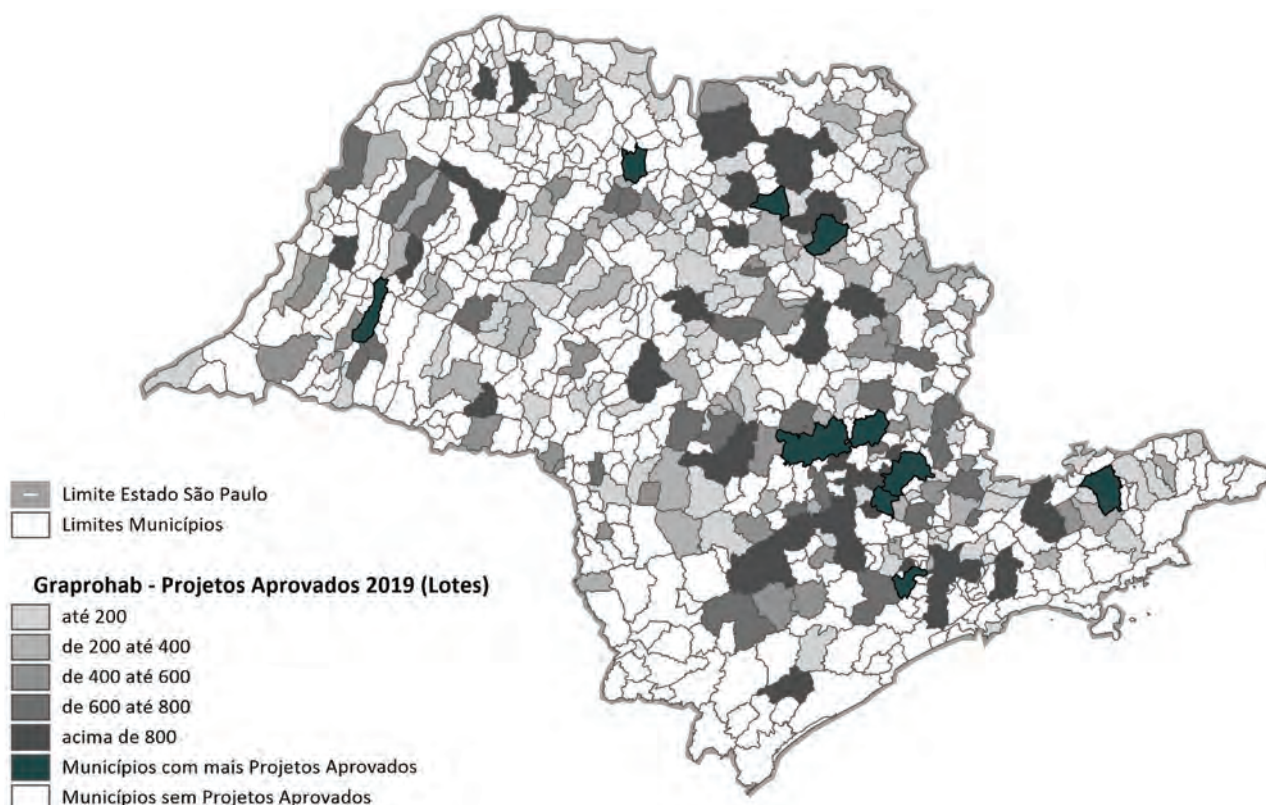 Limite Estado São Paulo
Limites Municípios
Graprohab - Projetos Aprovados 2019 (Lotes)
até 200
de 200 até 400
de 400 até 600
de 600 até 800
acima de 800
Municípios com mais Projetos Aprovados
Municípios sem Projetos Aprovados